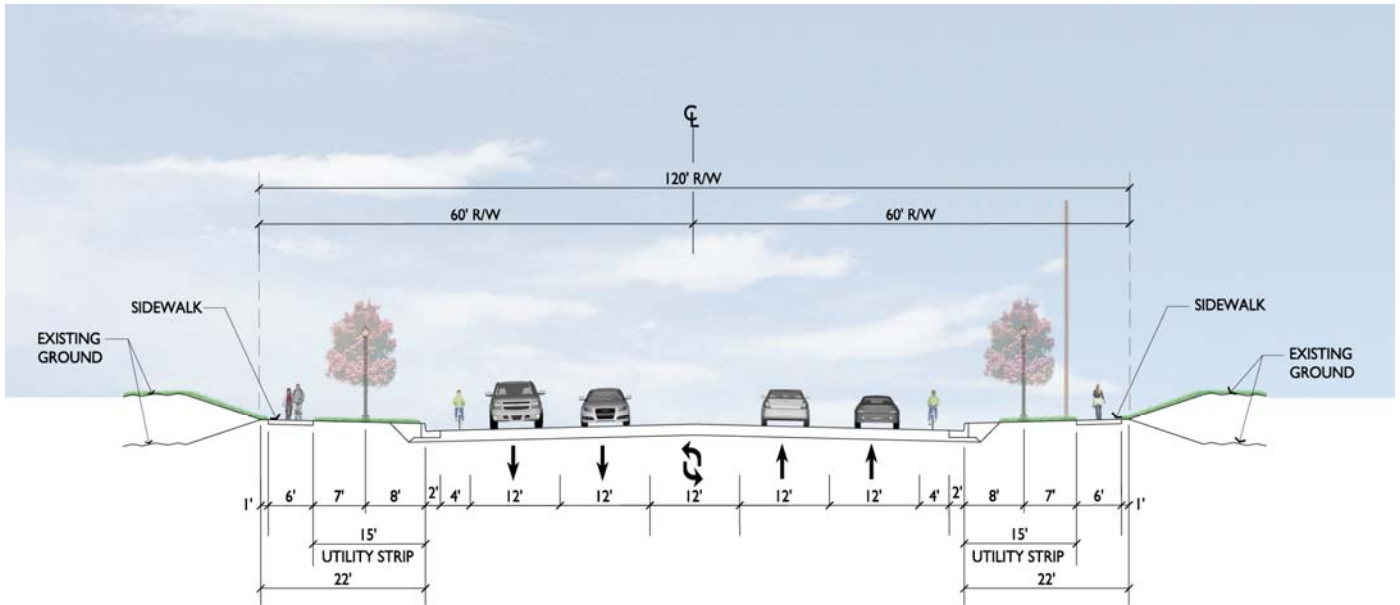 ℄
120' R/W
60' R/W 60' R/W
SIDEWALK SIDEWALK
EXISTING
GROUND
EXISTING
GROUND
1' 6' 7' 8' 2' 4' 12' 12' 12' 12' 12' 4' 2' 8' 7' 6' 1'
15' 15'
UTILITY STRIP UTILITY STRIP
22' 22'